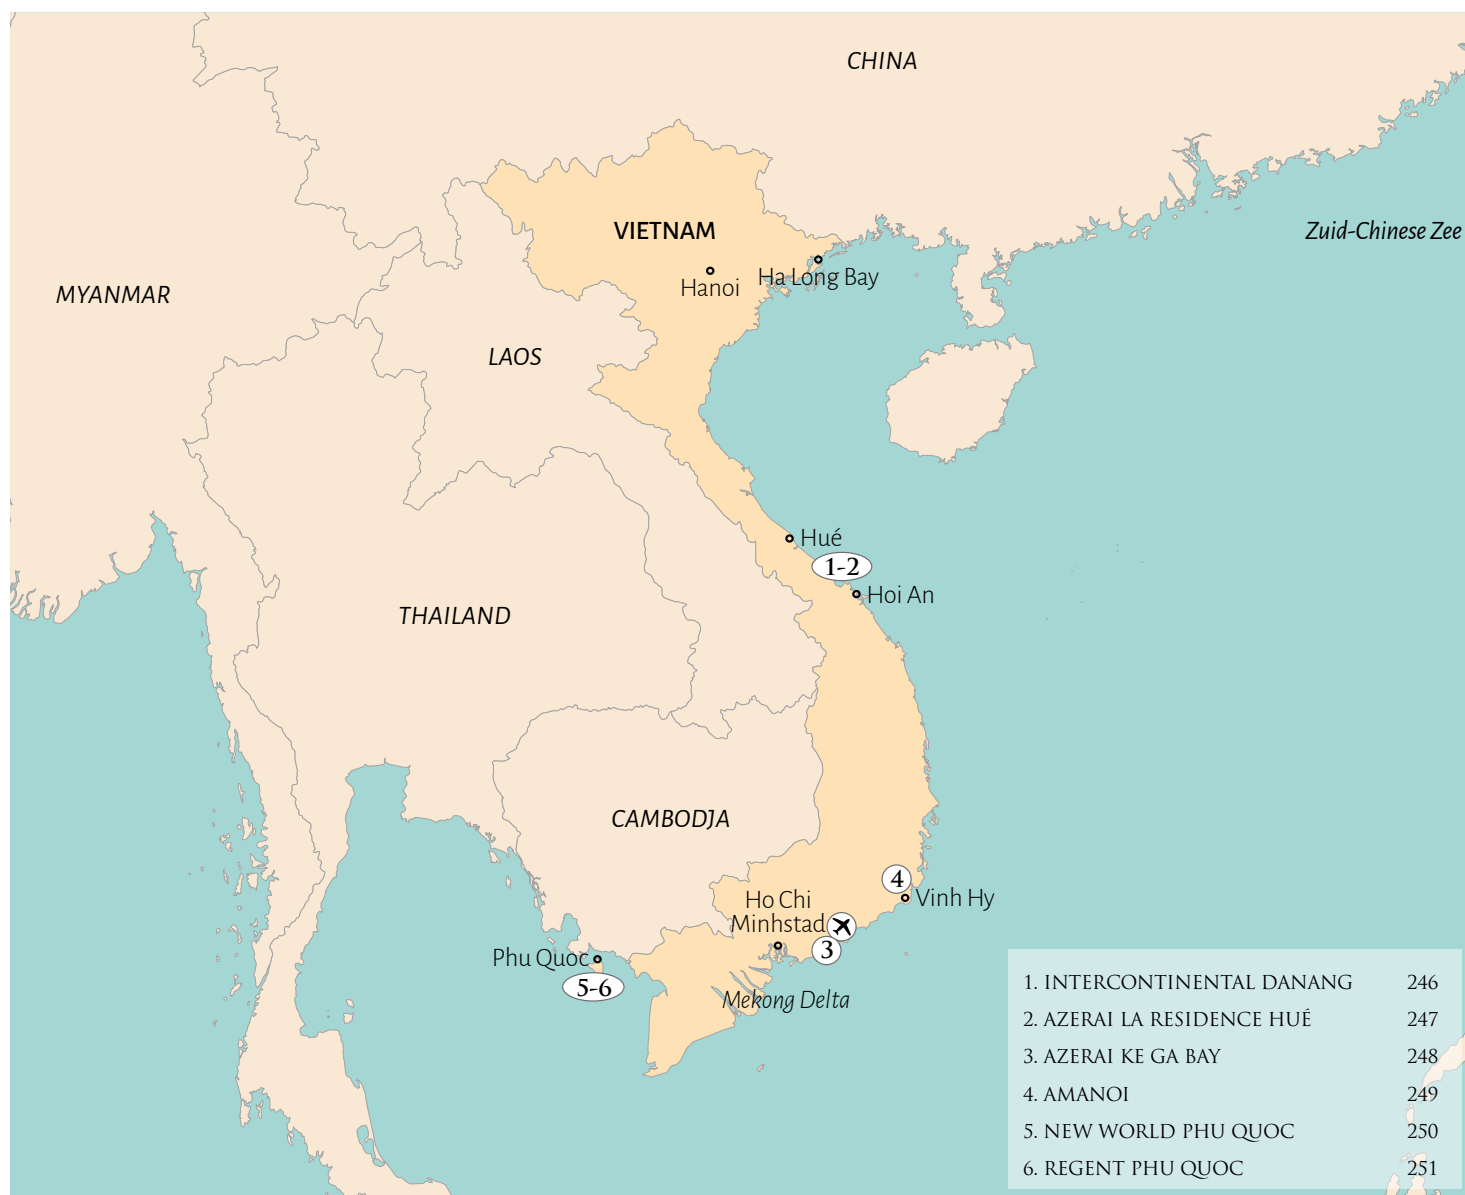 CHINA
VIETNAM
Zuid-Chinese Zee
Hanoi
Ha Long Bay
MYANMAR
LAOS
Hué
1-2
Hoi An
THAILAND
CAMBODJA
4
Vinh Hy
Ho Chi
Minhstad
3
Phu Quoc
5-6
Mekong Delta
1. INTERCONTINENTAL DANANG 246
2. AZERAI LA RESIDENCE HUÉ 247
3. AZERAI KE GA BAY 248
4. AMANOI 249
5. NEW WORLD PHU QUOC 250
6. REGENT PHU QUOC 251